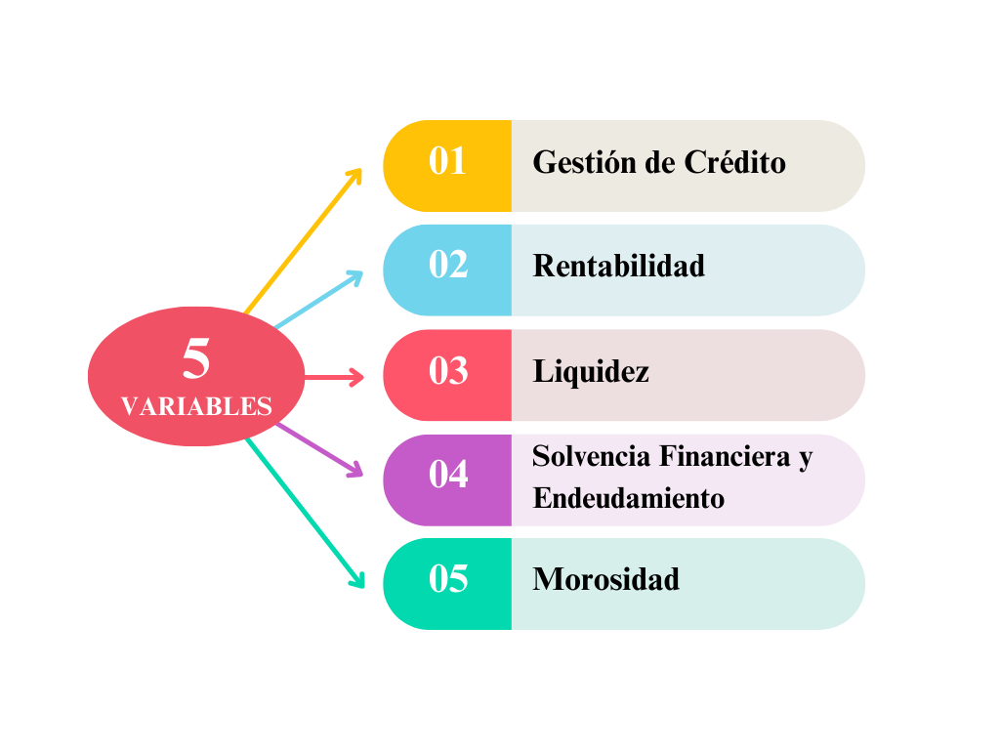 5
VARIABLES
01
Gestión de Crédito
02
Rentabilidad
03
Liquidez
04
Solvencia Financiera y
Endeudamiento
05
Morosidad